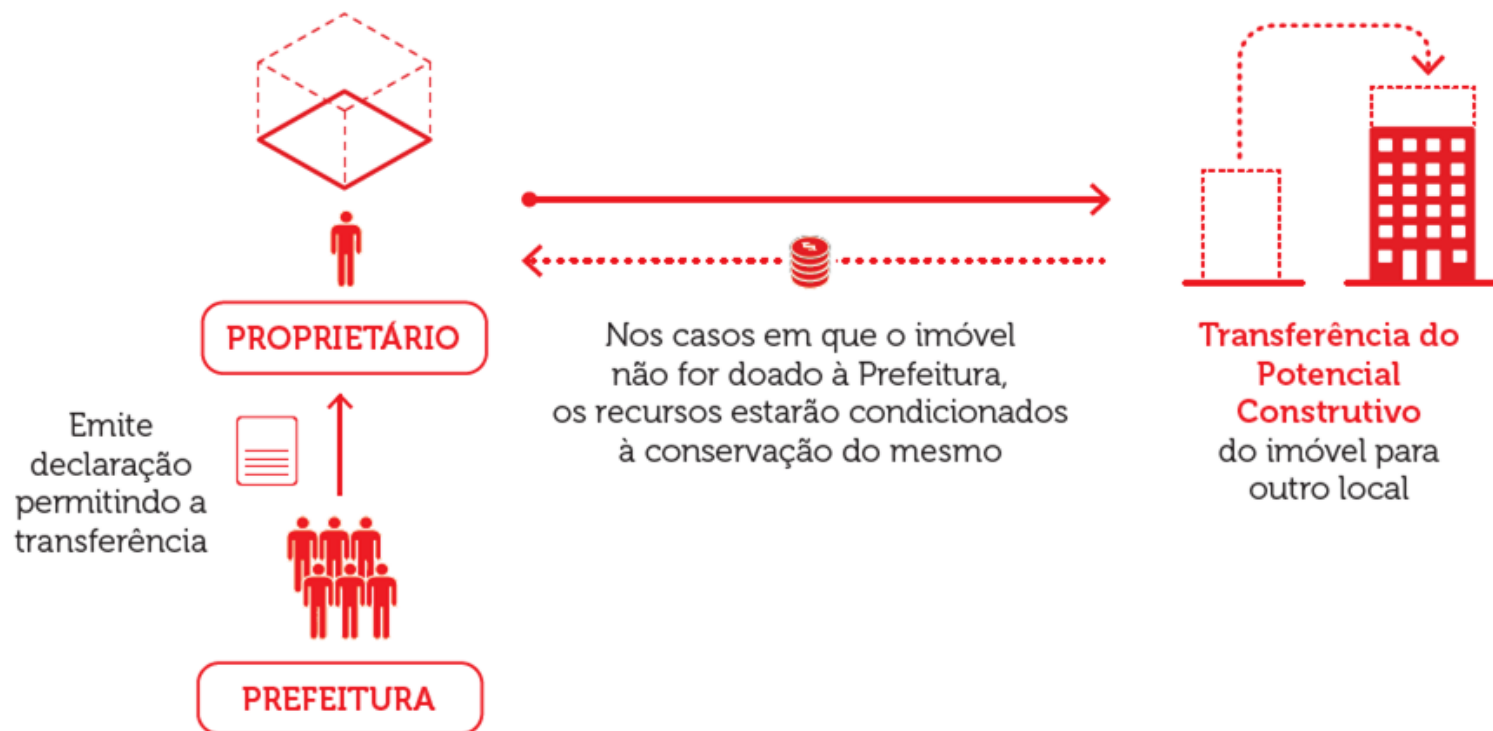 PROPRIETÁRIO
Emite
declaração
permitindo a
transferência
PREFEITURA
Nos casos em que o imóvel
não for doado à Prefeitura,
os recursos estarão condicionados
à conservação do mesmo
Transferência do
Potencial
Construtivo
do imóvel para
outro local